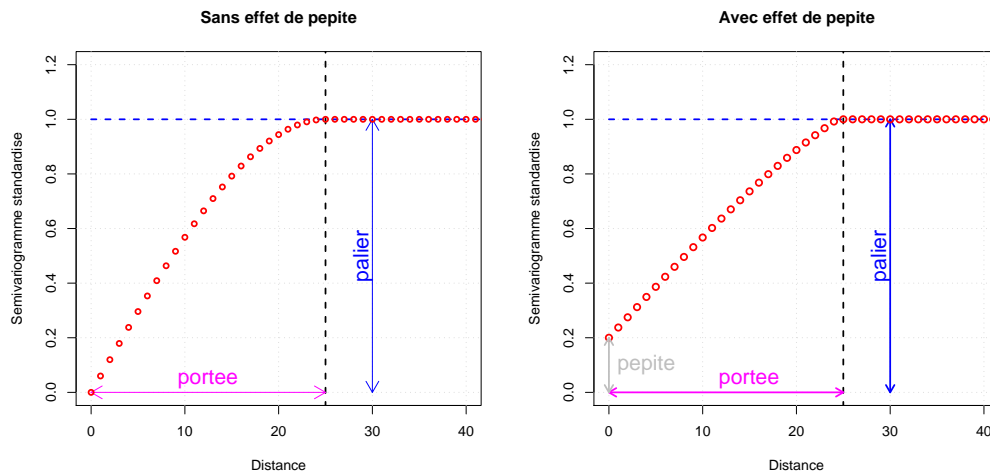 Sans effet de pepite
Semivariogramme standardise
0.0 0.2 0.4 0.6 0.8 1.0 1.2
palier
portee
0 10 20 30 40
Distance
Avec effet de pepite
Semivariogramme standardise
0.0 0.2 0.4 0.6 0.8 1.0 1.2
palier
pepite
portee
0 10 20 30 40
Distance